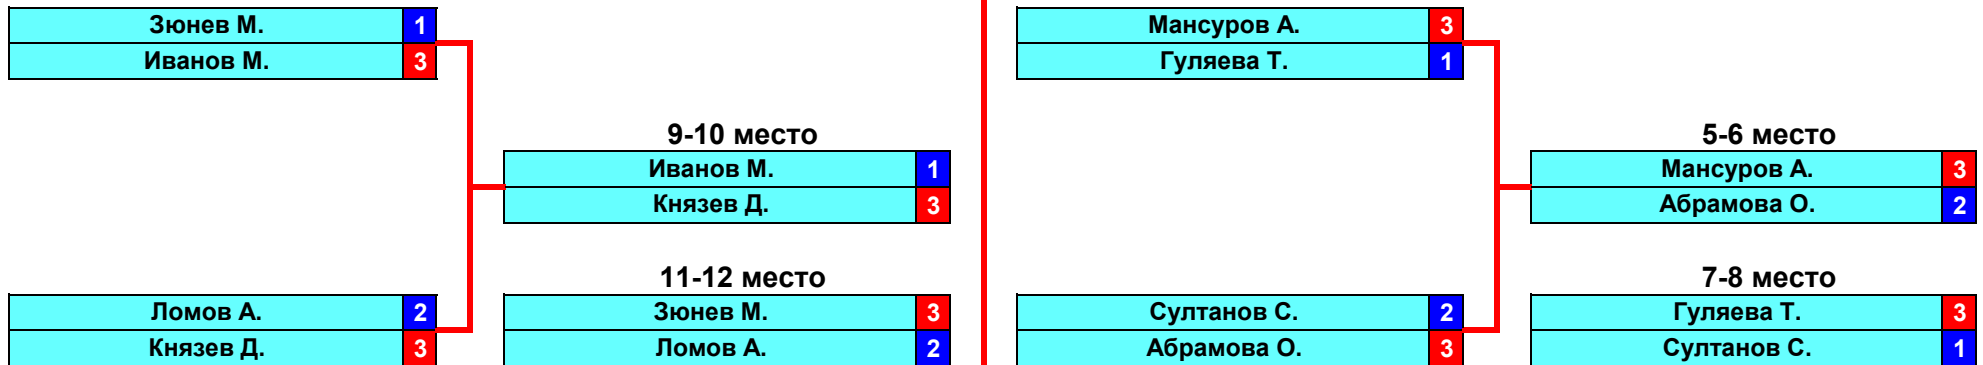 Зюнев М. 1
Иванов М. 3
9-10 место
Иванов М. 1
Князев Д. 3
11-12 место
Ломов А. 2
Князев Д. 3
Зюнев М. 3
Ломов А. 2
Мансуров А. 3
Гуляева Т. 1
5-6 место
Мансуров А. 3
Абрамова О. 2
7-8 место
Султанов С. 2
Абрамова О. 3
Гуляева Т. 3
Султанов С. 1